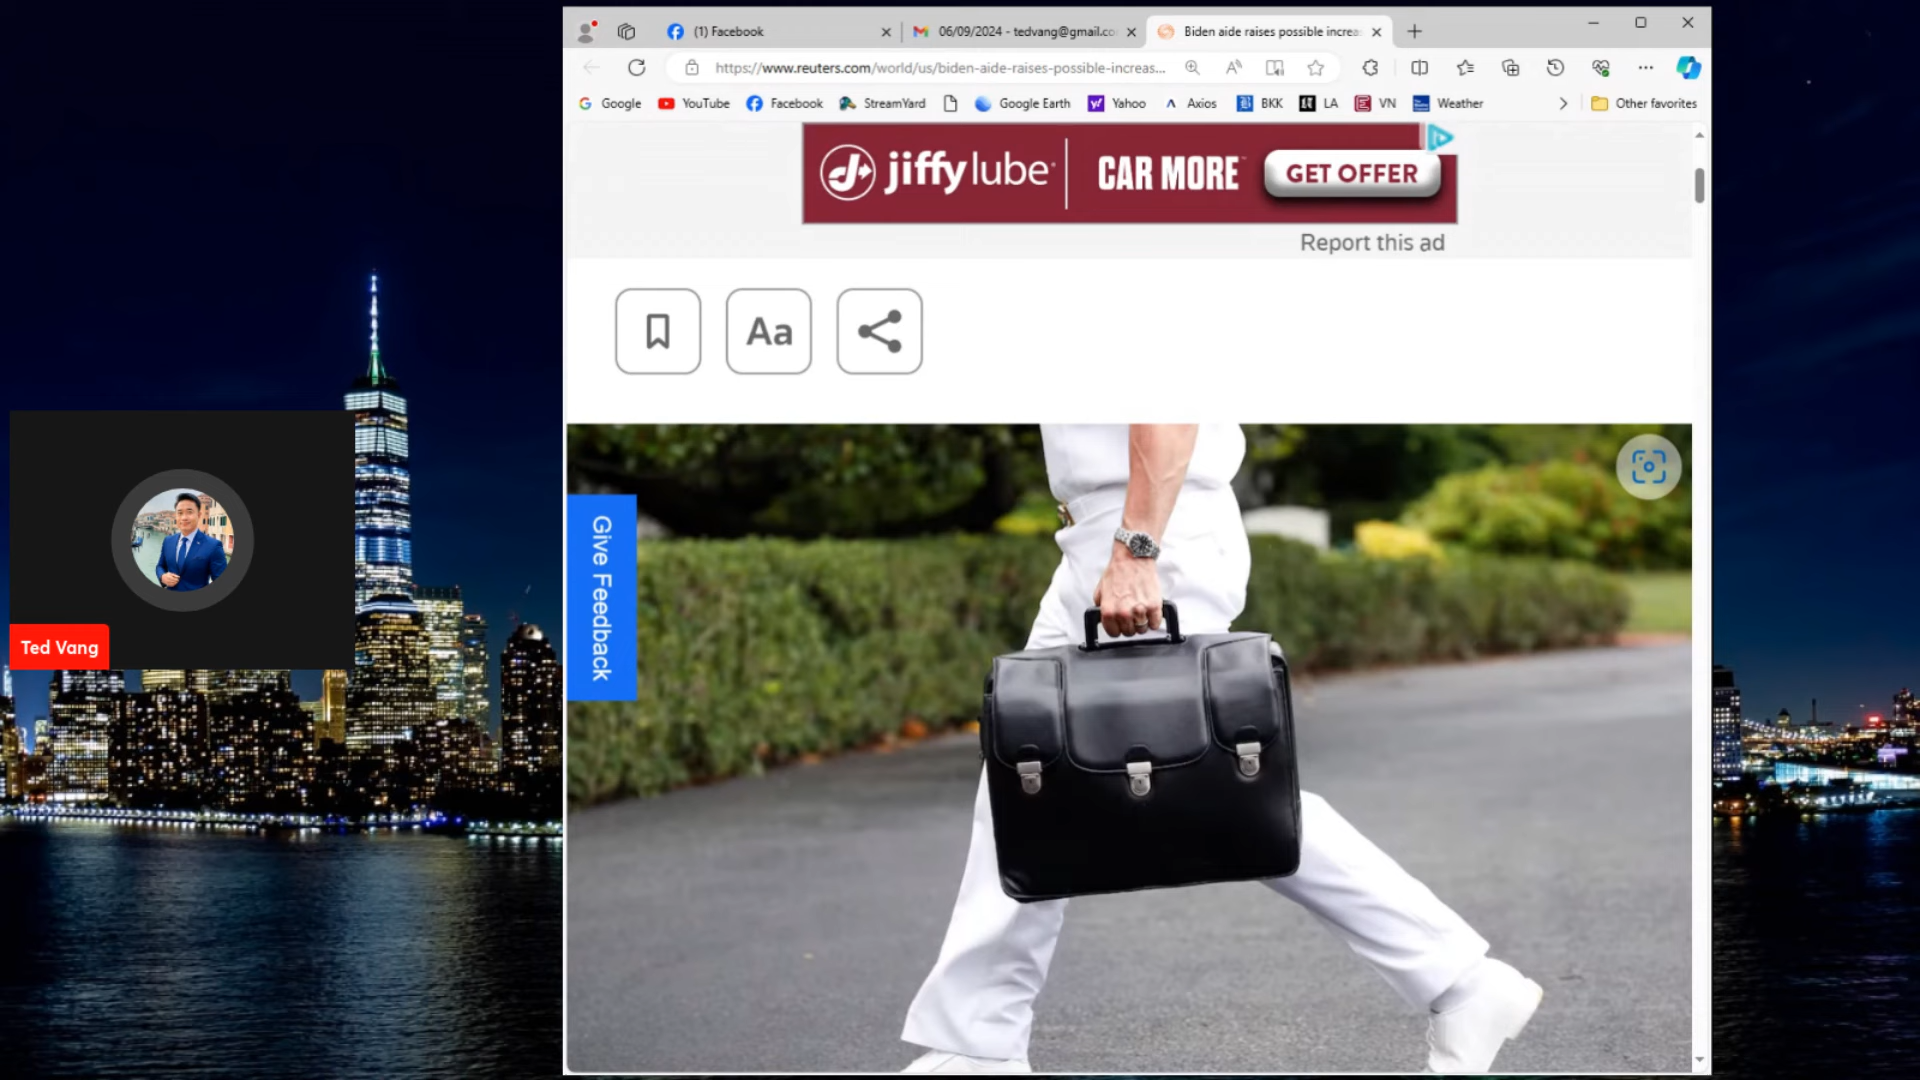 (1) Facebook
06/09/2024 - tedvang@gmail.co
Biden aide raises possible increa
https://www.reuters.com/world/us/biden-aide-raises-possible-increas...
Google
YouTube
Facebook
StreamYard
Google Earth
Yahoo
Axios
BKK
LA
VN
Weather
Other favorites
jiffy lube
CAR MORE
GET OFFER
Report this ad
Aa
Give Feedback
Ted Vang